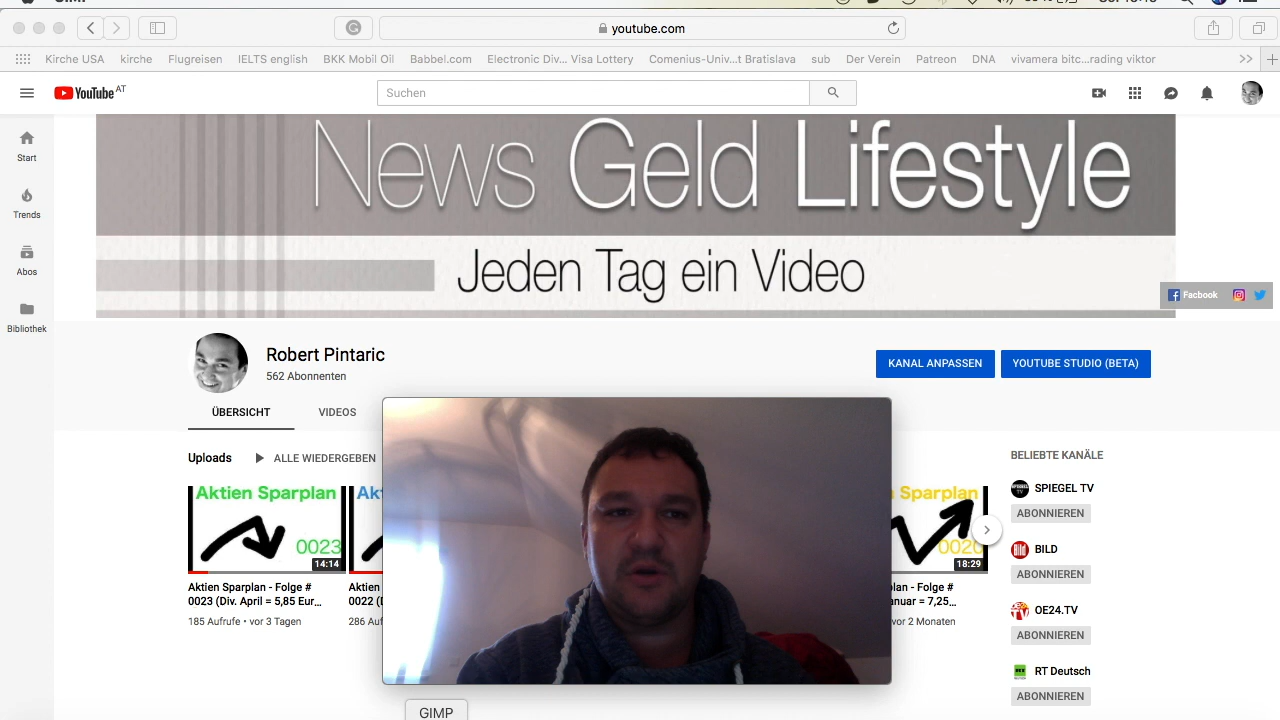 youtube.com
Kirche USA kirche Flugreisen IELTS english BKK Mobil Oil Babbel.com Electronic Div... Visa Lottery Comenius-Univ...t Bratislava sub Der Verein Patreon DNA vivamera bitc...rading viktor
YouTube AT
Suchen
Start
Trends
Abos
Bibliothek
News Geld Lifestyle
Jeden Tag ein Video
Facbook
Robert Pintaric
562 Abonnenten
KANAL ANPASSEN
YOUTUBE STUDIO (BETA)
ÜBERSICHT
VIDEOS
Uploads
ALLE WIEDERGEBEN
Aktien Sparplan
0023
14:14
Aktien Sparplan - Folge #
0023 (Div. April = 5,85 Eur...
185 Aufrufe • vor 3 Tagen
Ak
Aktien
0022 (
286 Auf
Sparplan
0020
18:29
lan - Folge #
anuar = 7,25...
vor 2 Monaten
BELIEBTE KANÄLE
SPIEGEL TV
ABONNIEREN
BILD
ABONNIEREN
OE24.TV
ABONNIEREN
RT Deutsch
ABONNIEREN
GIMP